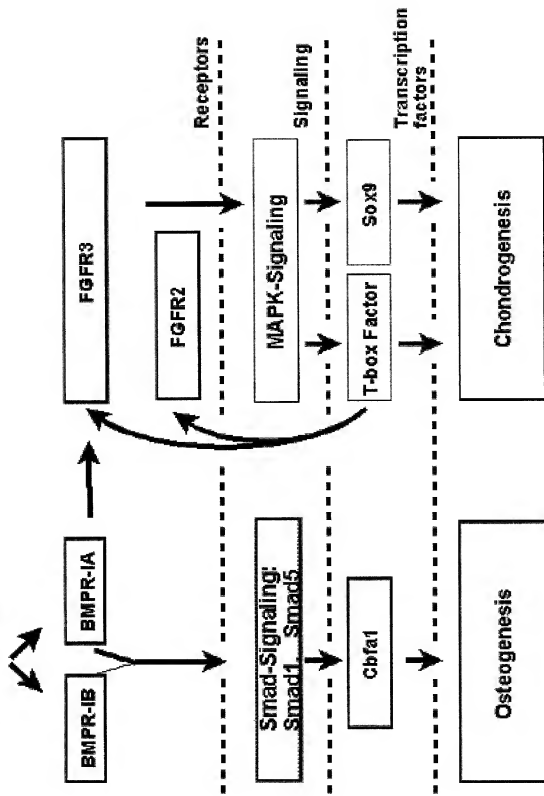 BMPR-IB
BMPR-IA
FGFR3
FGFR2
Receptors
Smad-Signaling:
Smad1, Smad5
MAPK-Signaling
Signaling
Cbfa1
T-box Factor
Sox9
Transcription
factors
Osteogenesis
Chondrogenesis